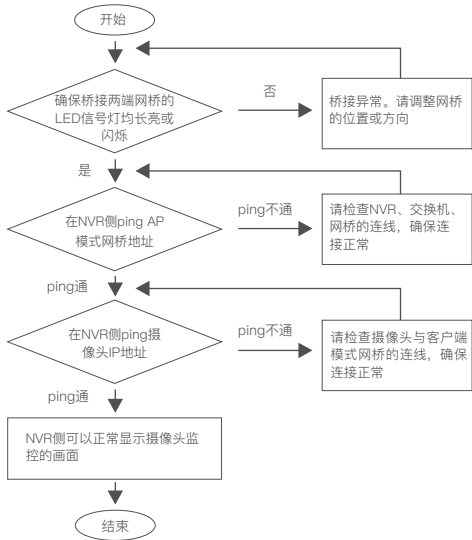 开始
确保桥接两端网桥的
LED信号灯均长亮或
闪烁
否
桥接异常。请调整网桥
的位置或方向
是
在NVR侧ping AP
模式网桥地址
ping不通
请检查NVR、交换机、
网桥的连线，确保连
接正常
ping通
在NVR侧ping摄
像头IP地址
ping不通
请检查摄像头与客户端
模式网桥的连线，确保
连接正常
ping通
NVR侧可以正常显示摄像头监
控的画面
结束